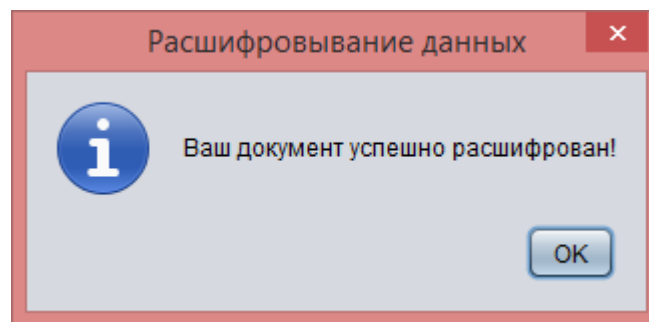 Расшифровывание данных
Ваш документ успешно расшифрован!
OK